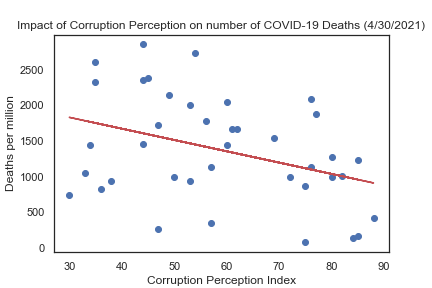 Impact of Corruption Perception on number of COVID-19 Deaths (4/30/2021)
Deaths per million
2500
2000
1500
1000
500
0
30 40 50 60 70 80 90
Corruption Perception Index